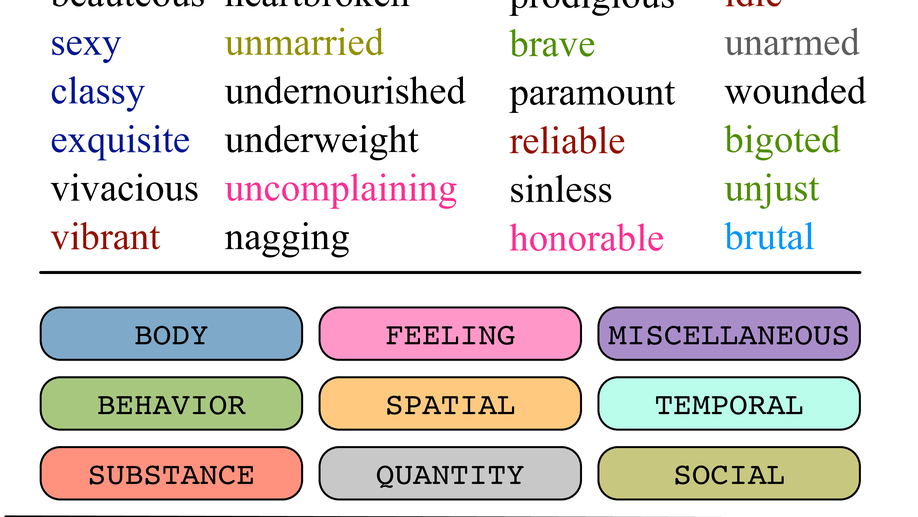 beauteous heartbroken prodigious idle
sexy unmarried brave unarmed
classy undernourished paramount wounded
exquisite underweight reliable bigoted
vivacious uncomplaining sinless unjust
vibrant nagging honorable brutal
BODY FEELING MISCELLANEOUS
BEHAVIOR SPATIAL TEMPORAL
SUBSTANCE QUANTITY SOCIAL